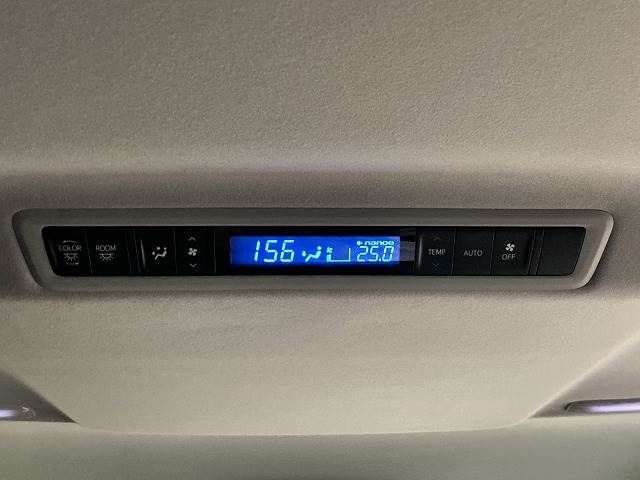 COLOR
ROOM
156
nanoe
25.0
TEMP
AUTO
OFF